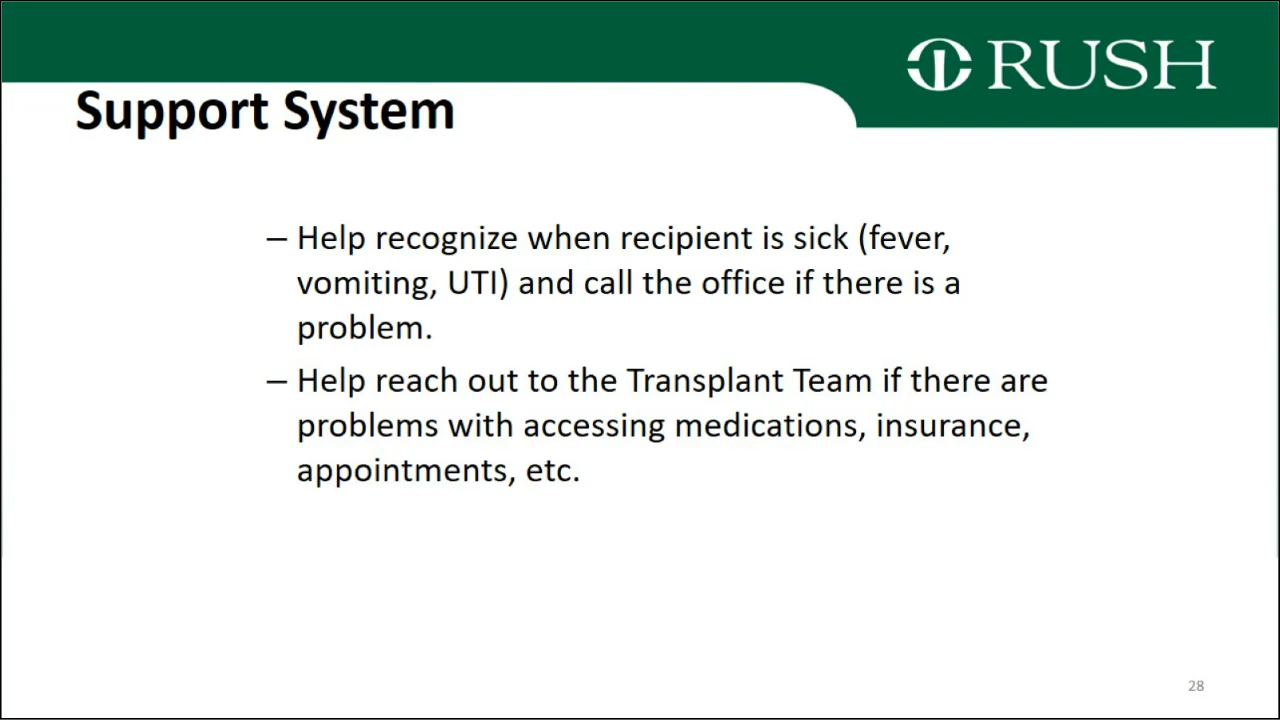 RUSH
Support System
– Help recognize when recipient is sick (fever,
vomiting, UTI) and call the office if there is a
problem.
– Help reach out to the Transplant Team if there are
problems with accessing medications, insurance,
appointments, etc.
28